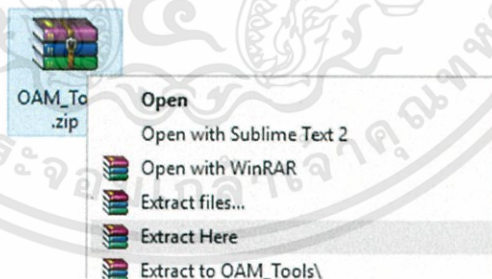 OAM_To
.zip
Open
Open with Sublime Text 2
Open with WinRAR
Extract files...
Extract Here
Extract to OAM_Tools\